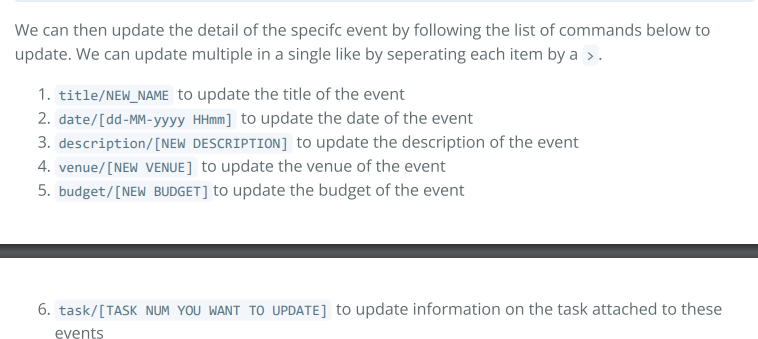 We can then update the detail of the specifc event by following the list of commands below to
update. We can update multiple in a single like by seperating each item by a > .
1. title/NEW_NAME to update the title of the event
2. date/[dd-MM-yyyy HHmm] to update the date of the event
3. description/[NEW DESCRIPTION] to update the description of the event
4. venue/[NEW VENUE] to update the venue of the event
5. budget/[NEW BUDGET] to update the budget of the event
6. task/[TASK NUM YOU WANT TO UPDATE] to update information on the task attached to these
events